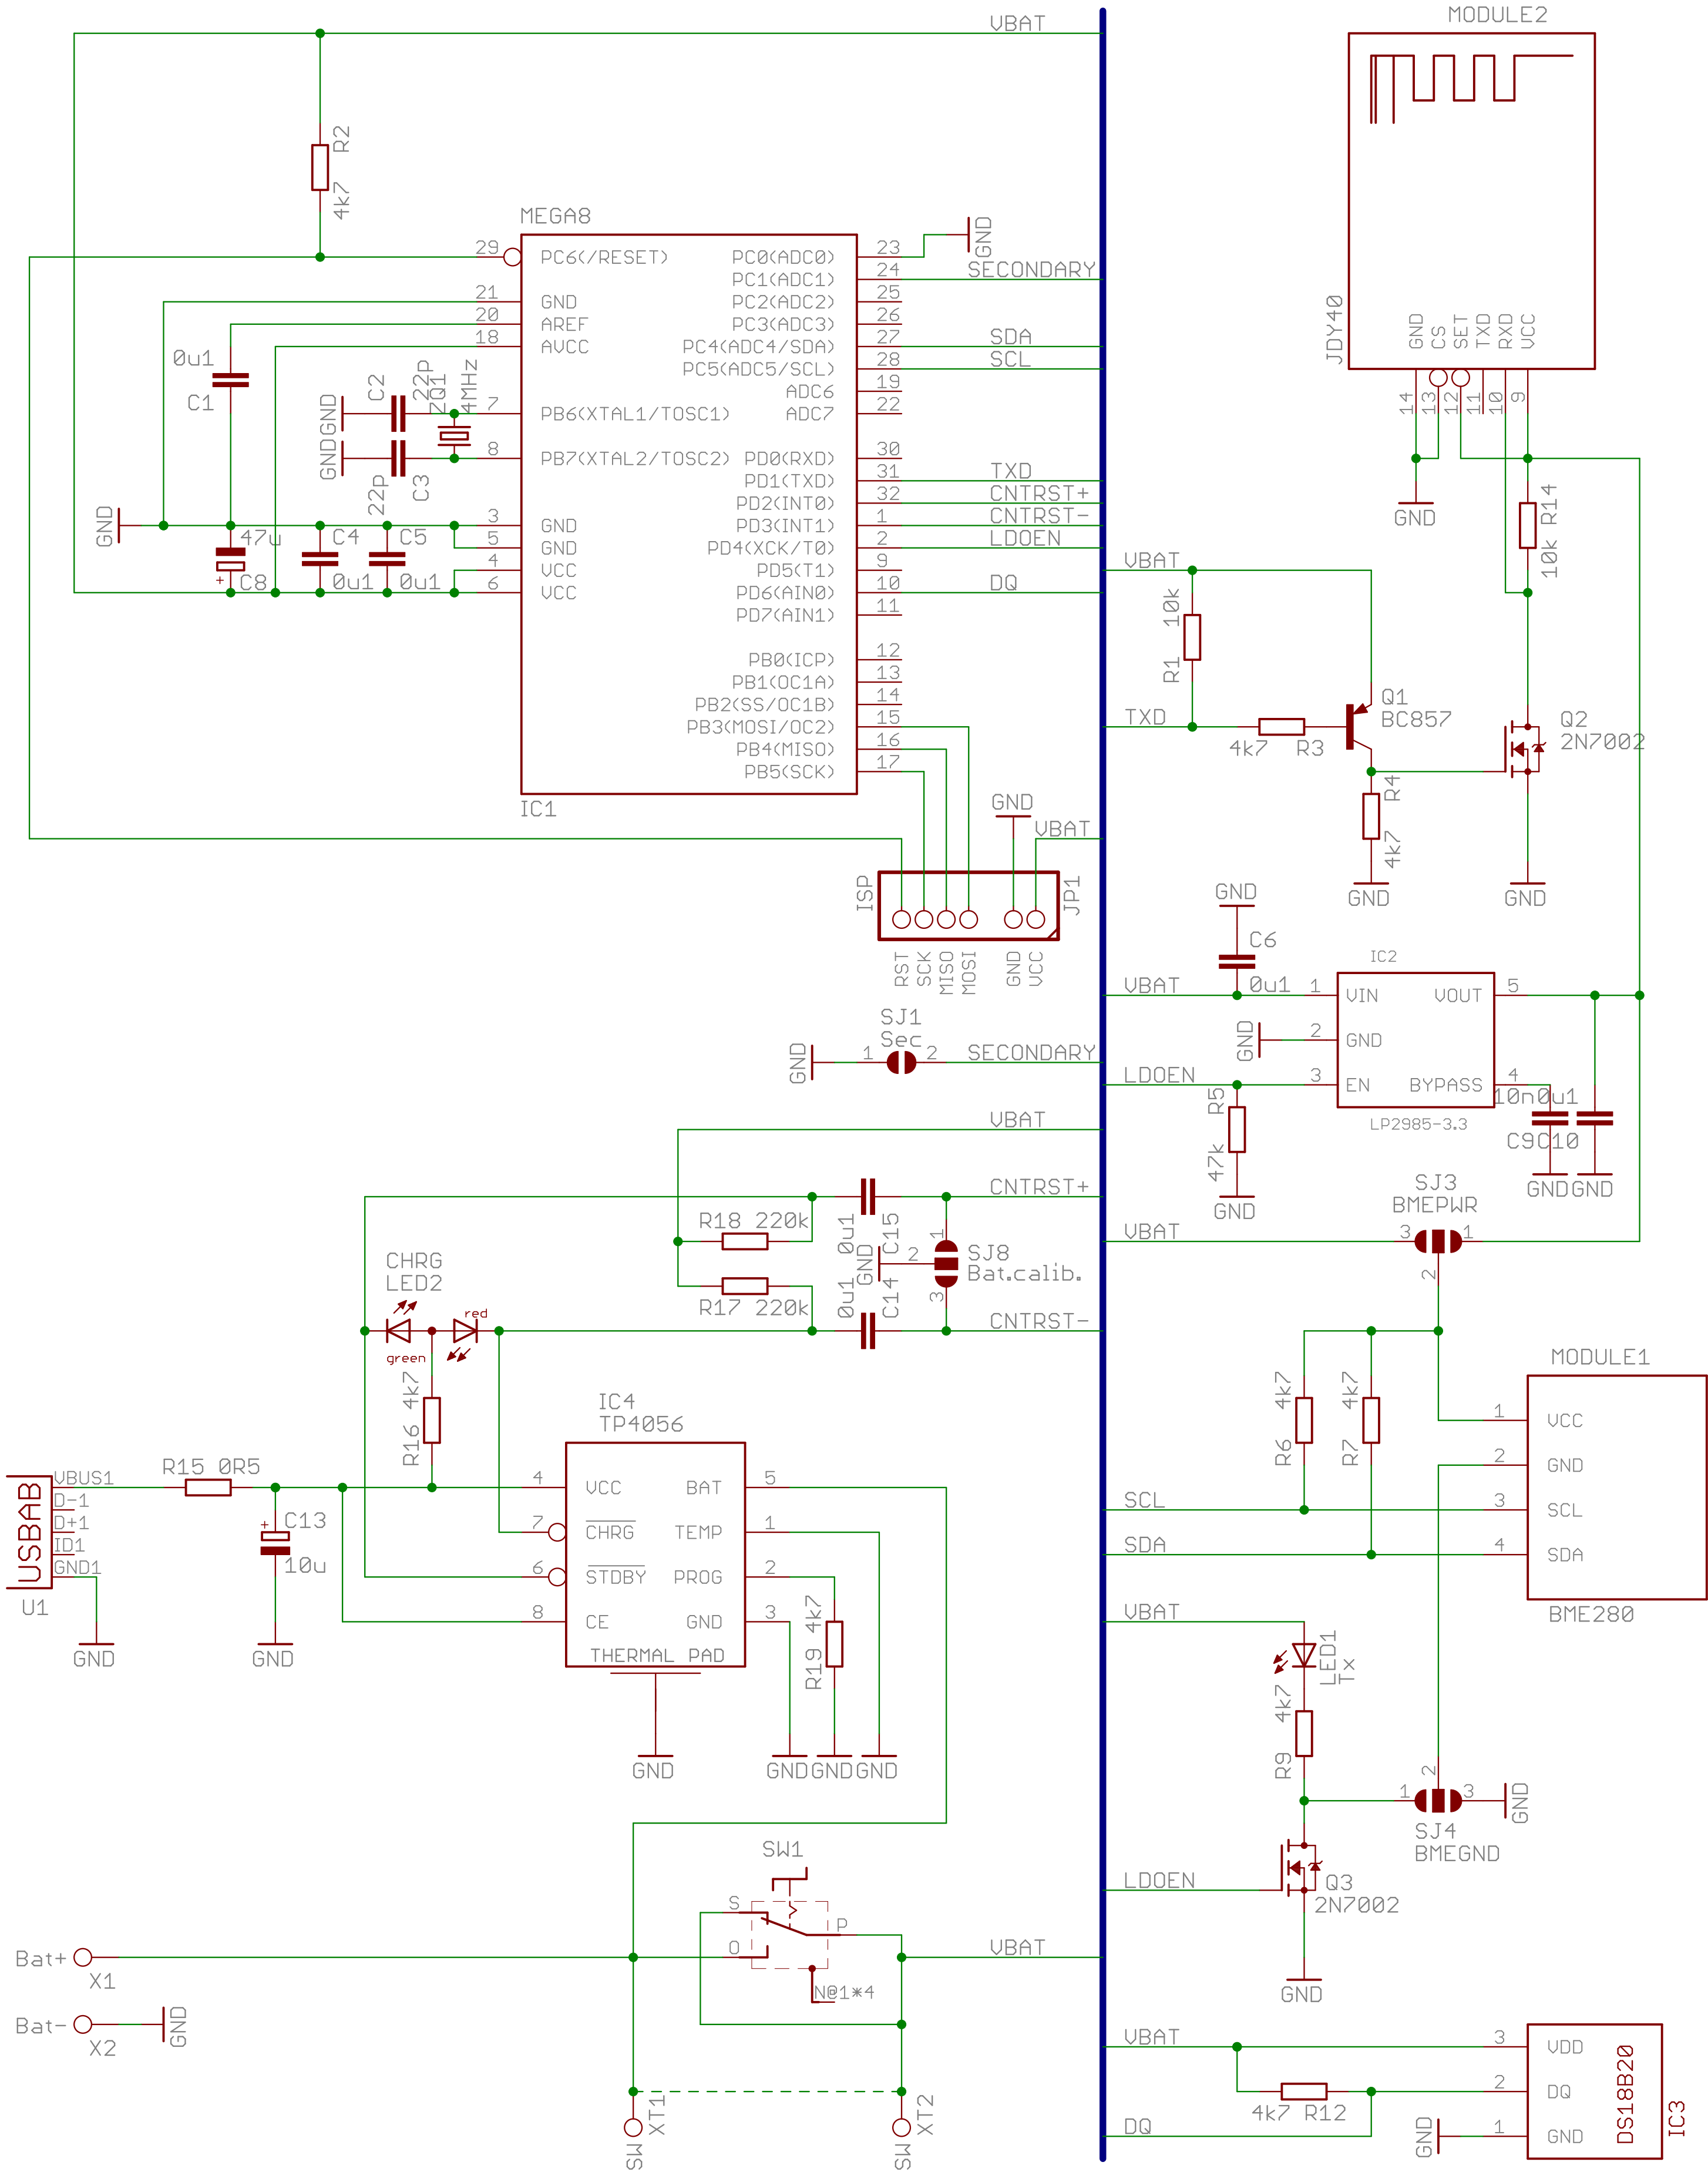 VBAT
MODULE2
R2
4k7
MEGA8
29 PC6(/RESET)
21 GND
20 AREF
18 AVCC
7 PB6(XTAL1/TOSC1)
8 PB7(XTAL2/TOSC2)
3 GND
5 GND
4 VCC
6 VCC
PC0(ADC0) 23
PC1(ADC1) 24
PC2(ADC2) 25
PC3(ADC3) 26
PC4(ADC4/SDA) 27
PC5(ADC5/SCL) 28
ADC6 19
ADC7 22
PD0(RXD) 30
PD1(TXD) 31
PD2(INT0) 32
PD3(INT1) 1
PD4(XCK/T0) 2
PD5(T1) 9
PD6(AIN0) 10
PD7(AIN1) 11
PB0(ICP) 12
PB1(OC1A) 13
PB2(SS/OC1B) 14
PB3(MOSI/OC2) 15
PB4(MISO) 16
PB5(SCK) 17
IC1
GND
SECONDARY
SDA
SCL
TXD
CNTRST+
CNTRST-
LDOEN
DQ
0u1
C1
C2
22P
ZQ1
4MHz
GND
GND
22P
C3
GND
47u
+
C8
C4
0u1
C5
0u1
JDY40
GND
CS
SET
TXD
RXD
VCC
14
13
12
11
10
9
GND
R14
10k
VBAT
10k
R1
TXD
4k7 R3
Q1
BC857
Q2
2N7002
R4
4k7
GND
GND
GND
VBAT
ISP
JP1
RST
SCK
MISO
MOSI
GND
VCC
GND
C6
0u1
IC2
VBAT
1 VIN
VOUT 5
GND
2 GND
LDOEN
3 EN
BYPASS 4
LP2985-3.3
R5
47k
GND
10n0u1
C9C10
GND
GND
SJ1
Sec
GND
1
2
SECONDARY
VBAT
CNTRST+
R18 220k
R17 220k
0u1
C15
GND
0u1
C14
1
2
3
SJ8
Bat.calib.
CNTRST-
SJ3
BMEPWR
VBAT
3
1
2
CHRG
LED2
red
green
4k7
R16
IC4
TP4056
4 VCC
7 CHRG
6 STDBY
8 CE
BAT 5
TEMP 1
PROG 2
GND 3
THERMAL PAD
USBAB
U1
VBUS1
D-1
D+1
ID1
GND1
R15 0R5
+
C13
10u
GND
GND
GND
4k7
R19
GND
GND
GND
4k7
R6
4k7
R7
MODULE1
1 VCC
2 GND
3 SCL
4 SDA
BME280
SCL
SDA
VBAT
LED1
Tx
4k7
R9
2
1
3
GND
SJ4
BMEGND
LDOEN
Q3
2N7002
GND
SW1
S
O
P
N@1*4
Bat+
X1
Bat-
X2
GND
VBAT
XT1
SW
XT2
SW
VBAT
4k7 R12
DQ
3 VDD
2 DQ
1 GND
GND
DS18B20
IC3